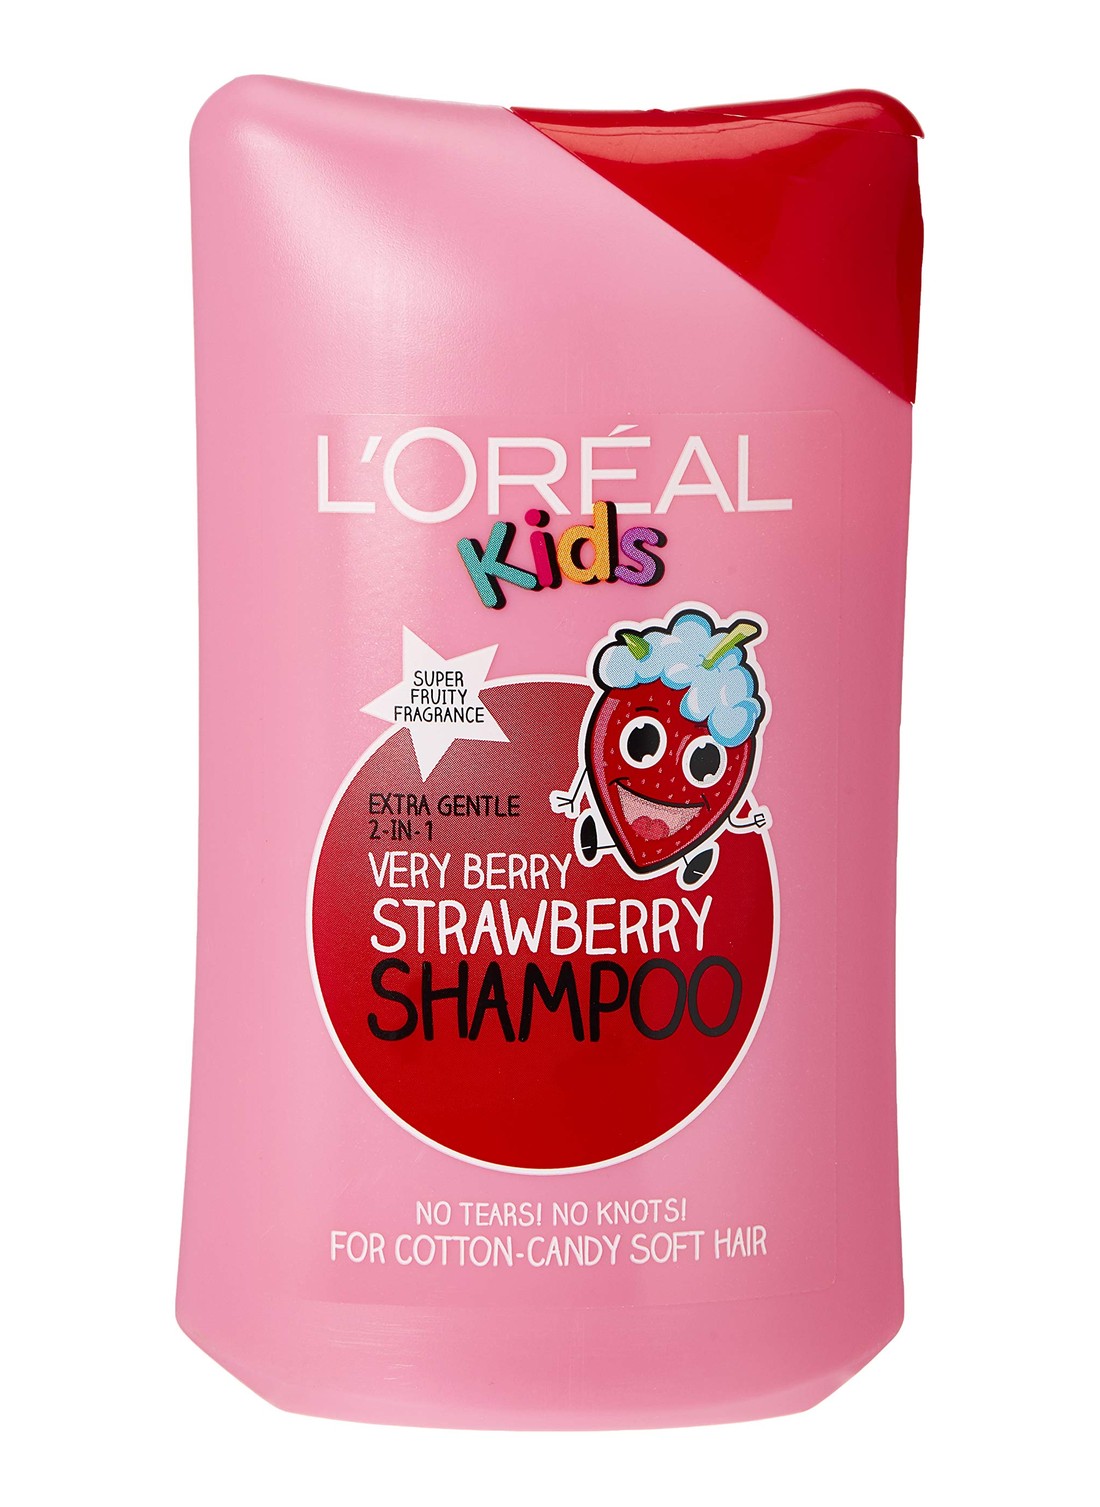 L'ORÉAL
Kids
SUPER
FRUITY
FRAGRANCE
EXTRA GENTLE
2-IN-1
VERY BERRY
STRAWBERRY
SHAMPOO
NO TEARS! NO KNOTS!
FOR COTTON-CANDY SOFT HAIR